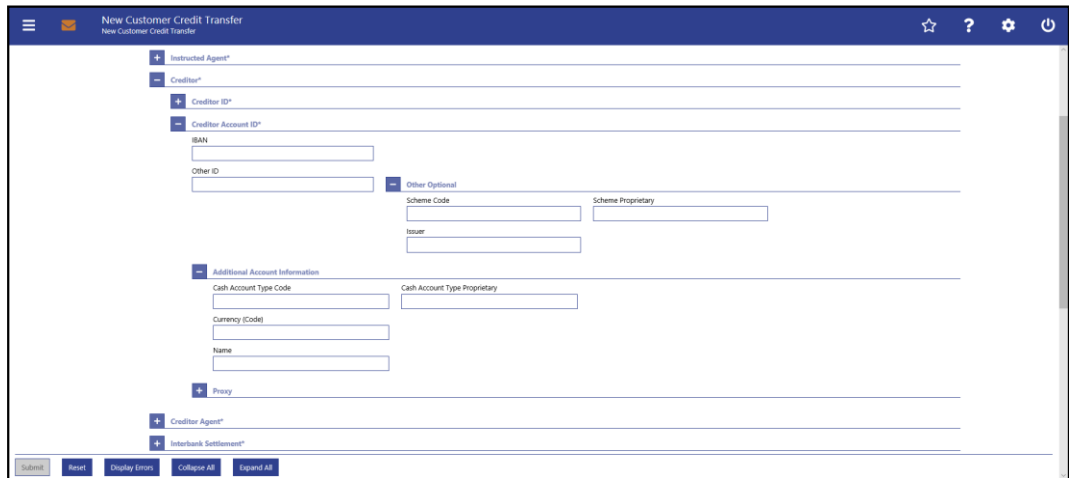 New Customer Credit Transfer
New Customer Credit Transfer
Instructed Agent*
Creditor*
Creditor ID*
Creditor Account ID*
IBAN
Other ID
Other Optional
Scheme Code Scheme Proprietary
Issuer
Additional Account Information
Cash Account Type Code Cash Account Type Proprietary
Currency (Code)
Name
Proxy
Creditor Agent*
Interbank Settlement*
Submit Reset Display Errors Collapse All Expand All